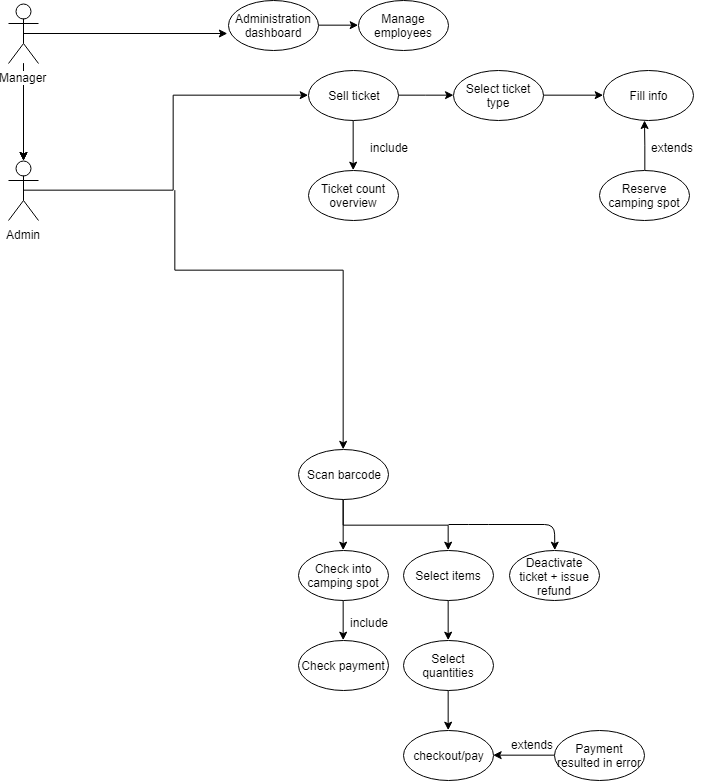 Administration
dashboard
Manage
employees
Manager
Sell ticket
Select ticket
type
Fill info
include
extends
Ticket count
overview
Reserve
camping spot
Admin
Scan barcode
Check into
camping spot
Select items
Deactivate
ticket + issue
refund
include
Check payment
Select
quantities
checkout/pay
extends
Payment
resulted in error